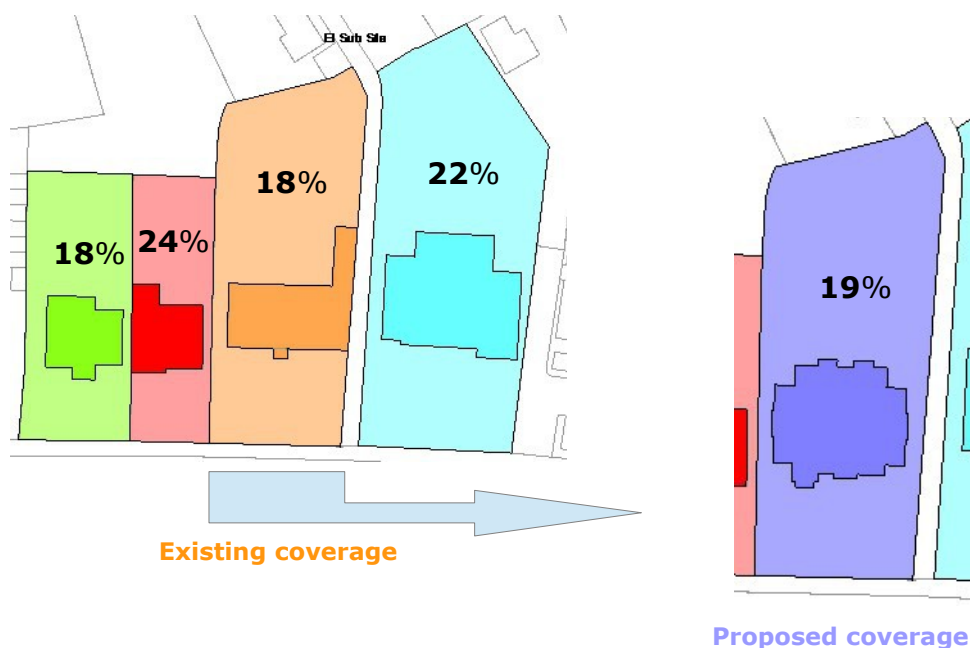 El Sub Sta
18%
24%
18%
22%
19%
Existing coverage
Proposed coverage